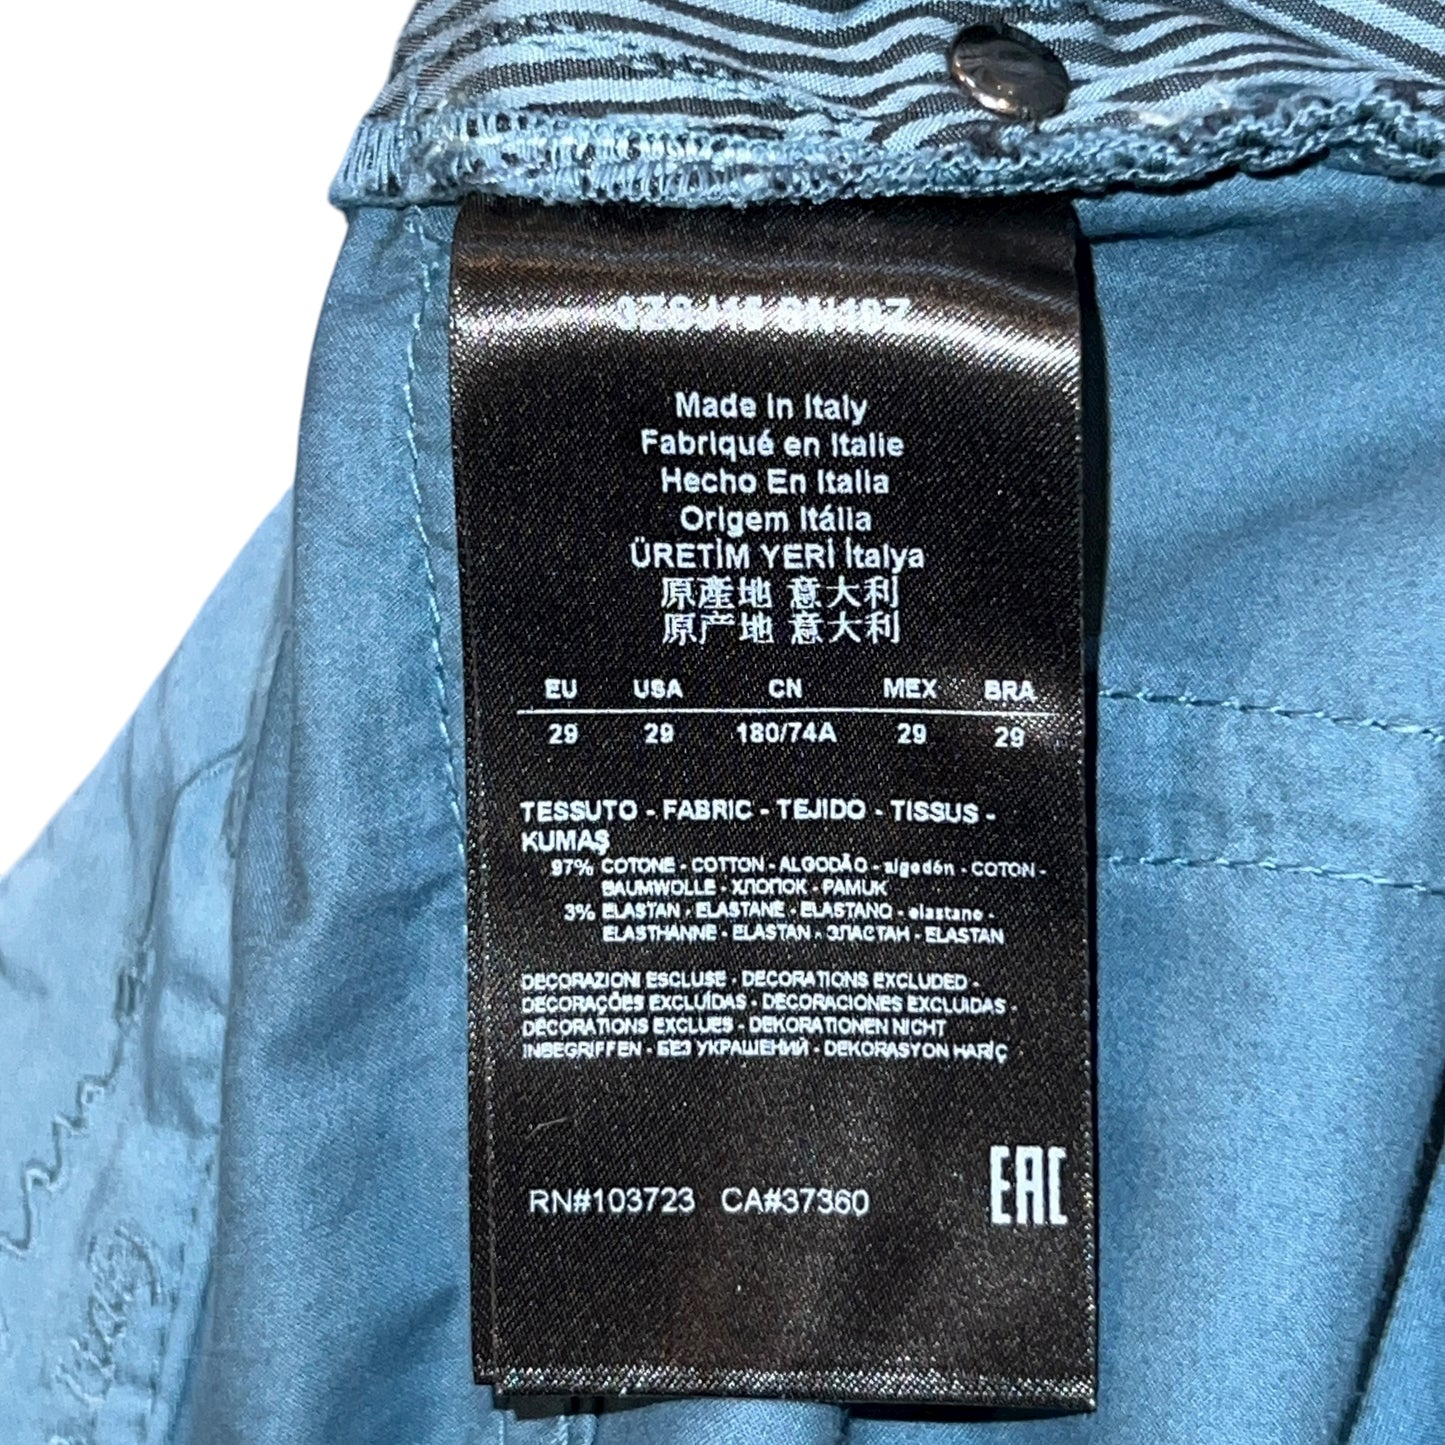 Made In Italy
Fabriqué en Italie
Hecho En Italia
Origem Itália
ÜRETİM YERİ İtalya
原產地 意大利
原产地 意大利
EU USA CN MEX BRA
29 29 180/74A 29 29
TESSUTO - FABRIC - TEJIDO - TISSUS -
KUMAŞ
97% COTONE - COTTON - ALGODÃO - algodón - COTON -
BAUMWOLLE - ХЛОПОК - PAMUK
3% ELASTAN - ELASTANE - ELASTANO - elastano -
ELASTHANNE - ELASTAN - ЭЛАСТАН - ELASTAN
DECORAZIONI ESCLUSE - DECORATIONS EXCLUDED -
DECORAÇÕES EXCLUÍDAS - DECORACIONES EXCLUIDAS -
DÉCORATIONS EXCLUES - DEKORATIONEN NICHT
INBEGRIFFEN - БЕЗ УКРАШЕНИЙ - DEKORASYON HARİÇ
RN#103723 CA#37360
EAC